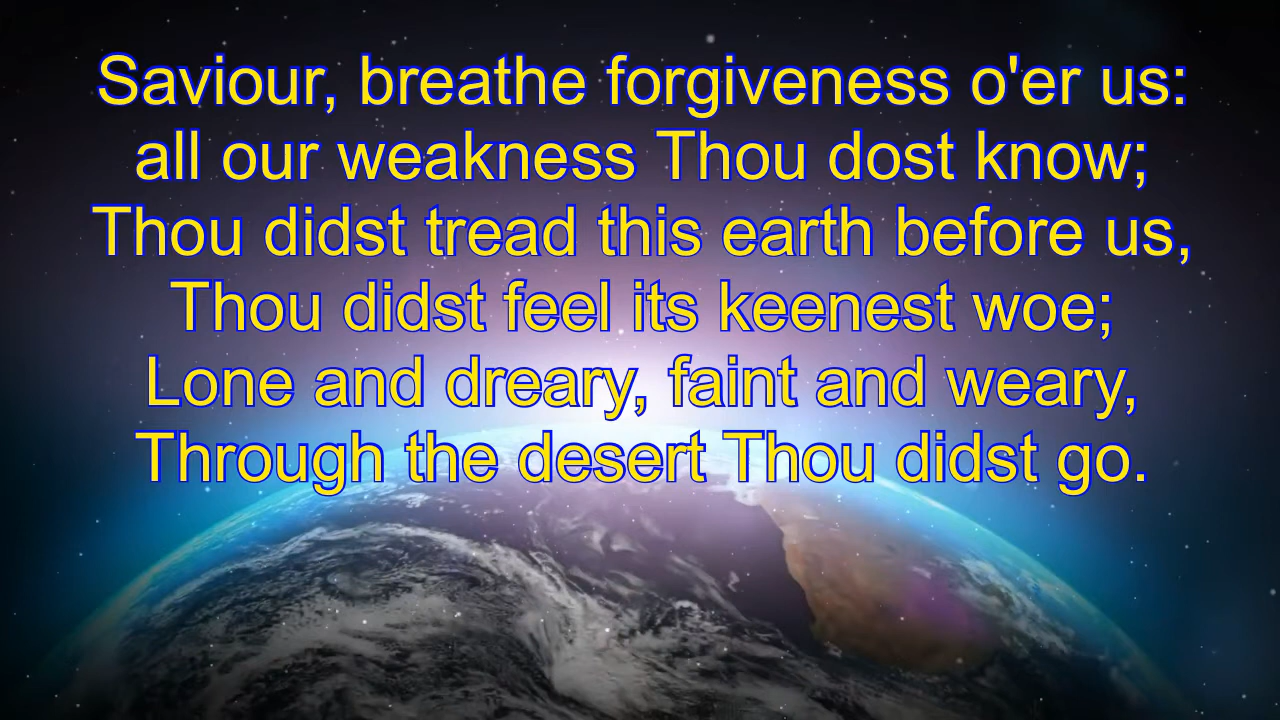 Saviour, breathe forgiveness o'er us:
all our weakness Thou dost know;
Thou didst tread this earth before us,
Thou didst feel its keenest woe;
Lone and dreary, faint and weary,
Through the desert Thou didst go.